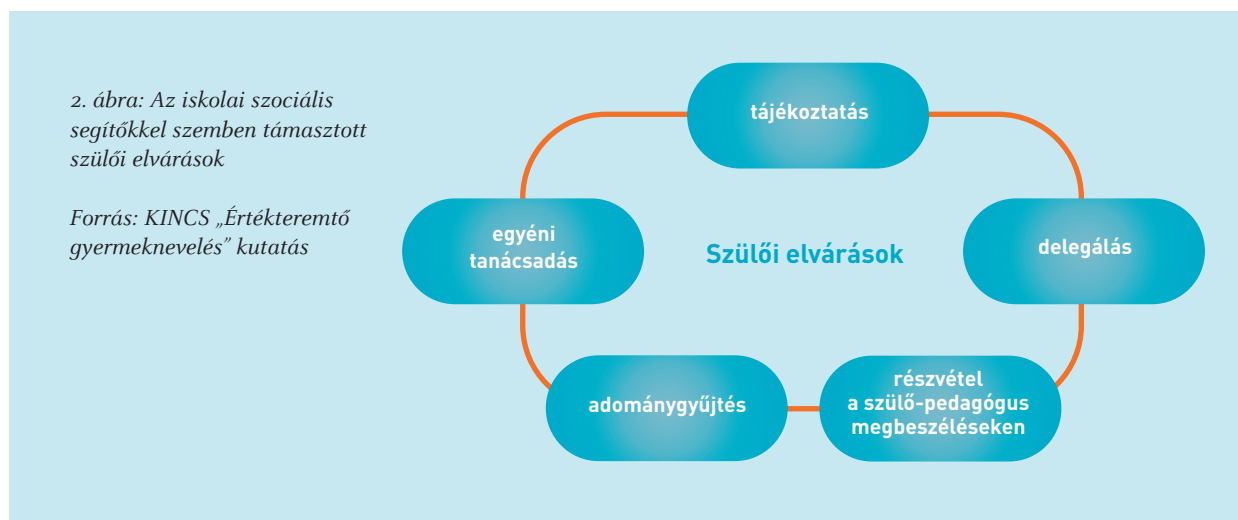 2. ábra: Az iskolai szociális
segítőkkel szemben támasztott
szülői elvárások
Forrás: KINCS „Értékteremtő
gyermeknevelés” kutatás
tájékoztatás
egyéni
tanácsadás
Szülői elvárások
delegálás
adománygyűjtés
részvétel
a szülő-pedagógus
megbeszéléseken